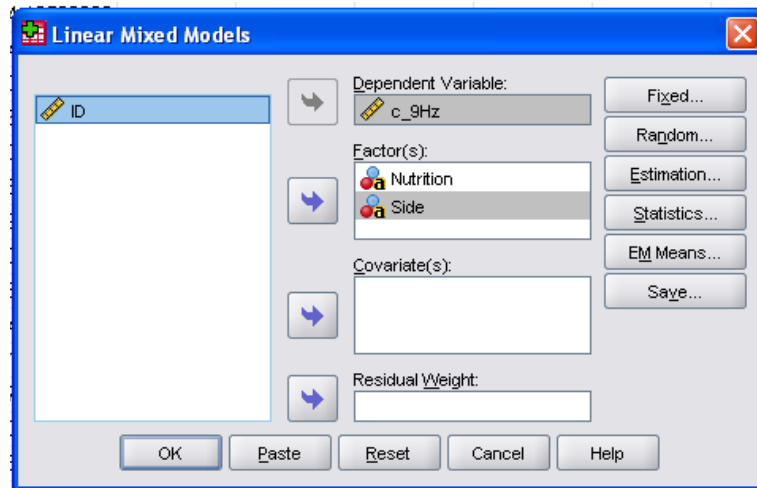 Linear Mixed Models
ID
Dependent Variable:
c_9Hz
Factor(s):
a Nutrition
a Side
Covariate(s):
Residual Weight:
Fixed...
Random...
Estimation...
Statistics...
EM Means...
Save...
OK
Paste
Reset
Cancel
Help